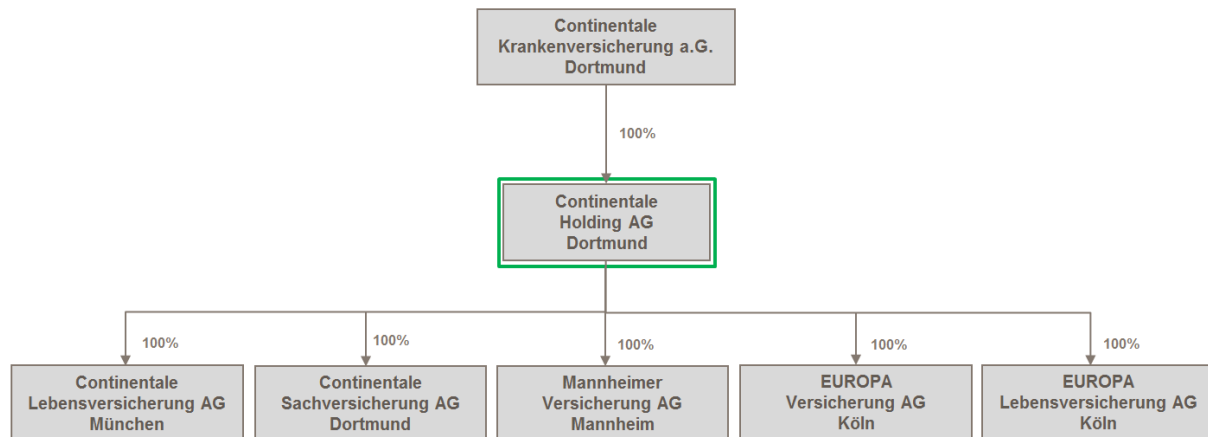 Continentale
Krankenversicherung a.G.
Dortmund
100%
Continentale
Holding AG
Dortmund
100%
100%
100%
100%
100%
Continentale
Lebensversicherung AG
München
Continentale
Sachversicherung AG
Dortmund
Mannheimer
Versicherung AG
Mannheim
EUROPA
Versicherung AG
Köln
EUROPA
Lebensversicherung AG
Köln